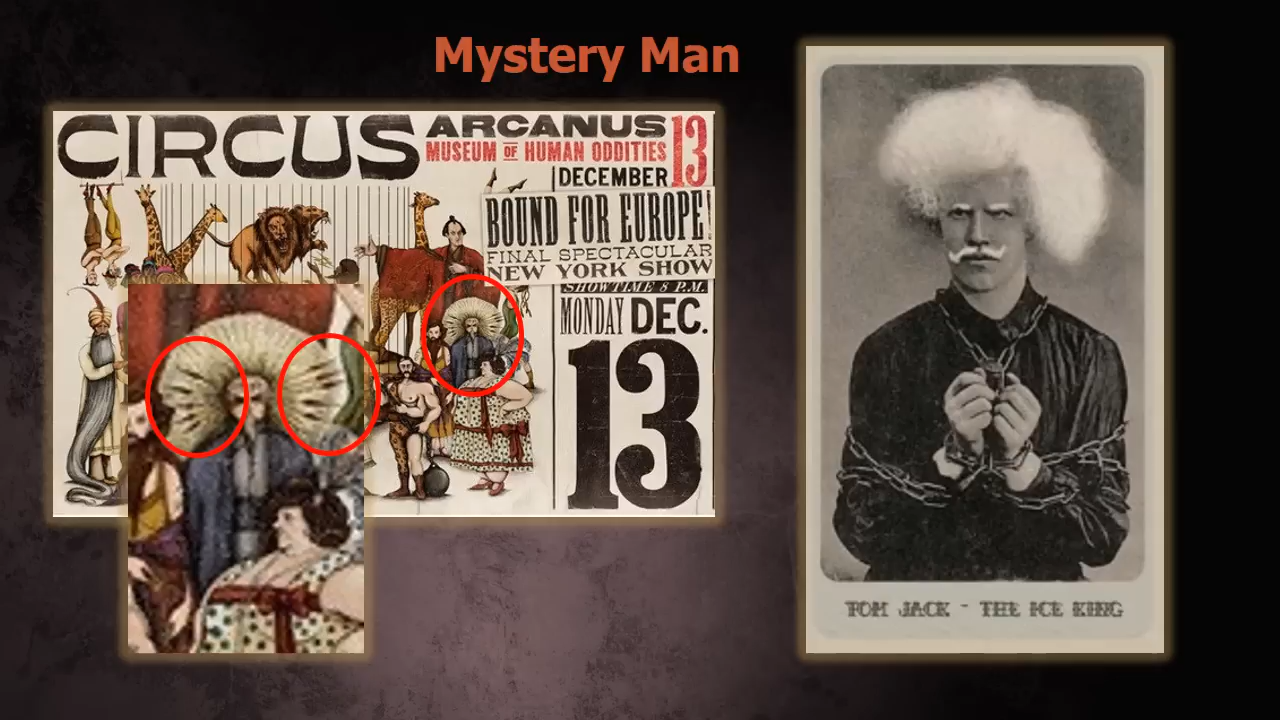 Mystery Man
CIRCUS
ARCANUS
MUSEUM OF HUMAN ODDITIES
13
DECEMBER
BOUND FOR EUROPE!
FINAL SPECTACULAR
NEW YORK SHOW
SHOWTIME 8 P.M.
MONDAY DEC.
13
TOM JACK - THE ICE KING